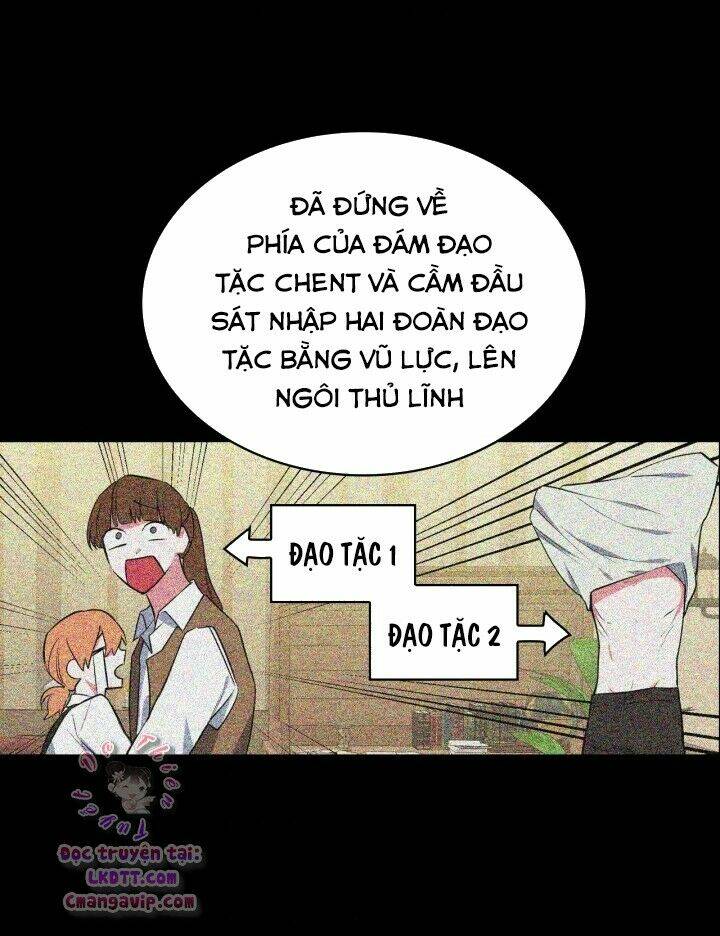 ĐÃ ĐỨNG VỀ
PHÍA CỦA ĐÁM ĐẠO
TẶC CHENT VÀ CẦM ĐẦU
SÁT NHẬP HAI ĐOÀN ĐẠO
TẶC BẰNG VŨ LỰC, LÊN
NGÔI THỦ LĨNH
ĐẠO TẶC 1
ĐẠO TẶC 2
Đọc truyện tại:
LKDTT.com
Cmangavip.com